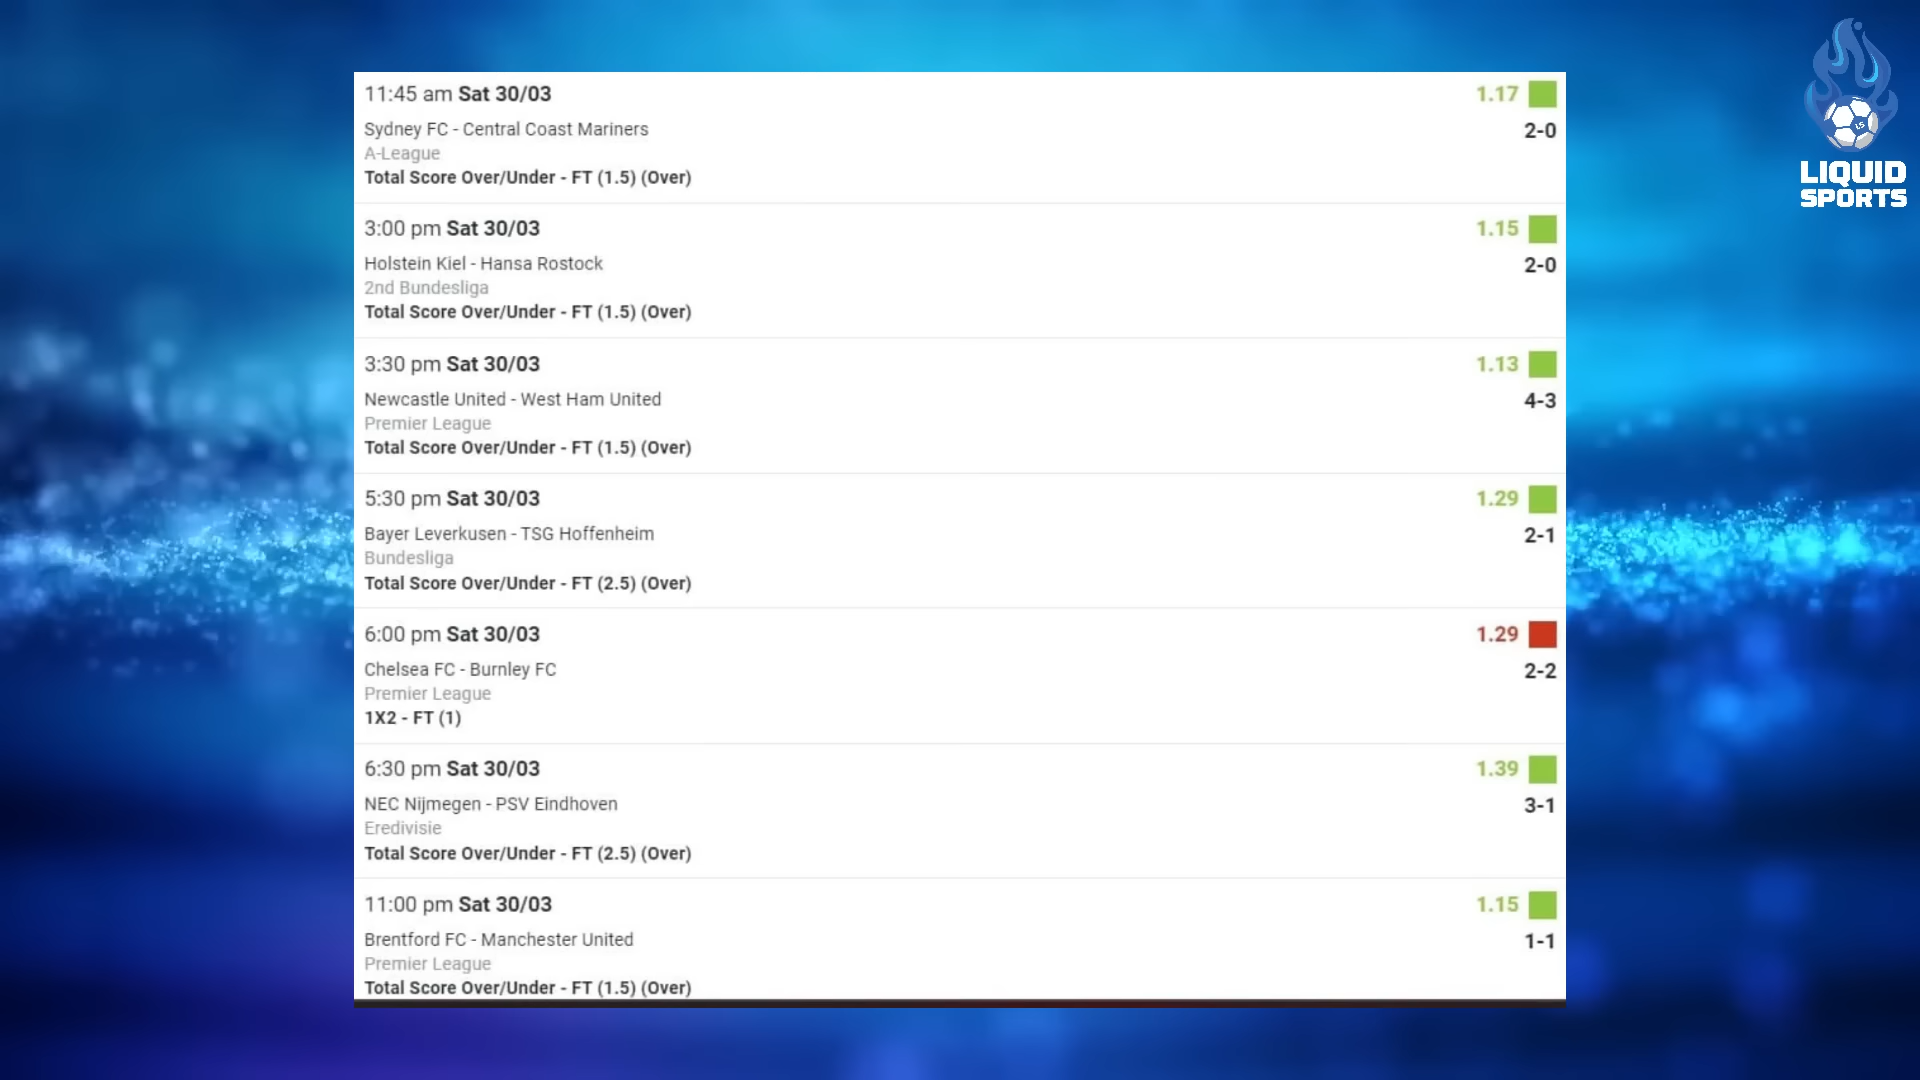 11:45 am Sat 30/03 1.17
Sydney FC - Central Coast Mariners 2-0
A-League
Total Score Over/Under - FT (1.5) (Over)
3:00 pm Sat 30/03 1.15
Holstein Kiel - Hansa Rostock 2-0
2nd Bundesliga
Total Score Over/Under - FT (1.5) (Over)
3:30 pm Sat 30/03 1.13
Newcastle United - West Ham United 4-3
Premier League
Total Score Over/Under - FT (1.5) (Over)
5:30 pm Sat 30/03 1.29
Bayer Leverkusen - TSG Hoffenheim 2-1
Bundesliga
Total Score Over/Under - FT (2.5) (Over)
6:00 pm Sat 30/03 1.29
Chelsea FC - Burnley FC 2-2
Premier League
1X2 - FT (1)
6:30 pm Sat 30/03 1.39
NEC Nijmegen - PSV Eindhoven 3-1
Eredivisie
Total Score Over/Under - FT (2.5) (Over)
11:00 pm Sat 30/03 1.15
Brentford FC - Manchester United 1-1
Premier League
Total Score Over/Under - FT (1.5) (Over)
LS
LIQUID
SPORTS